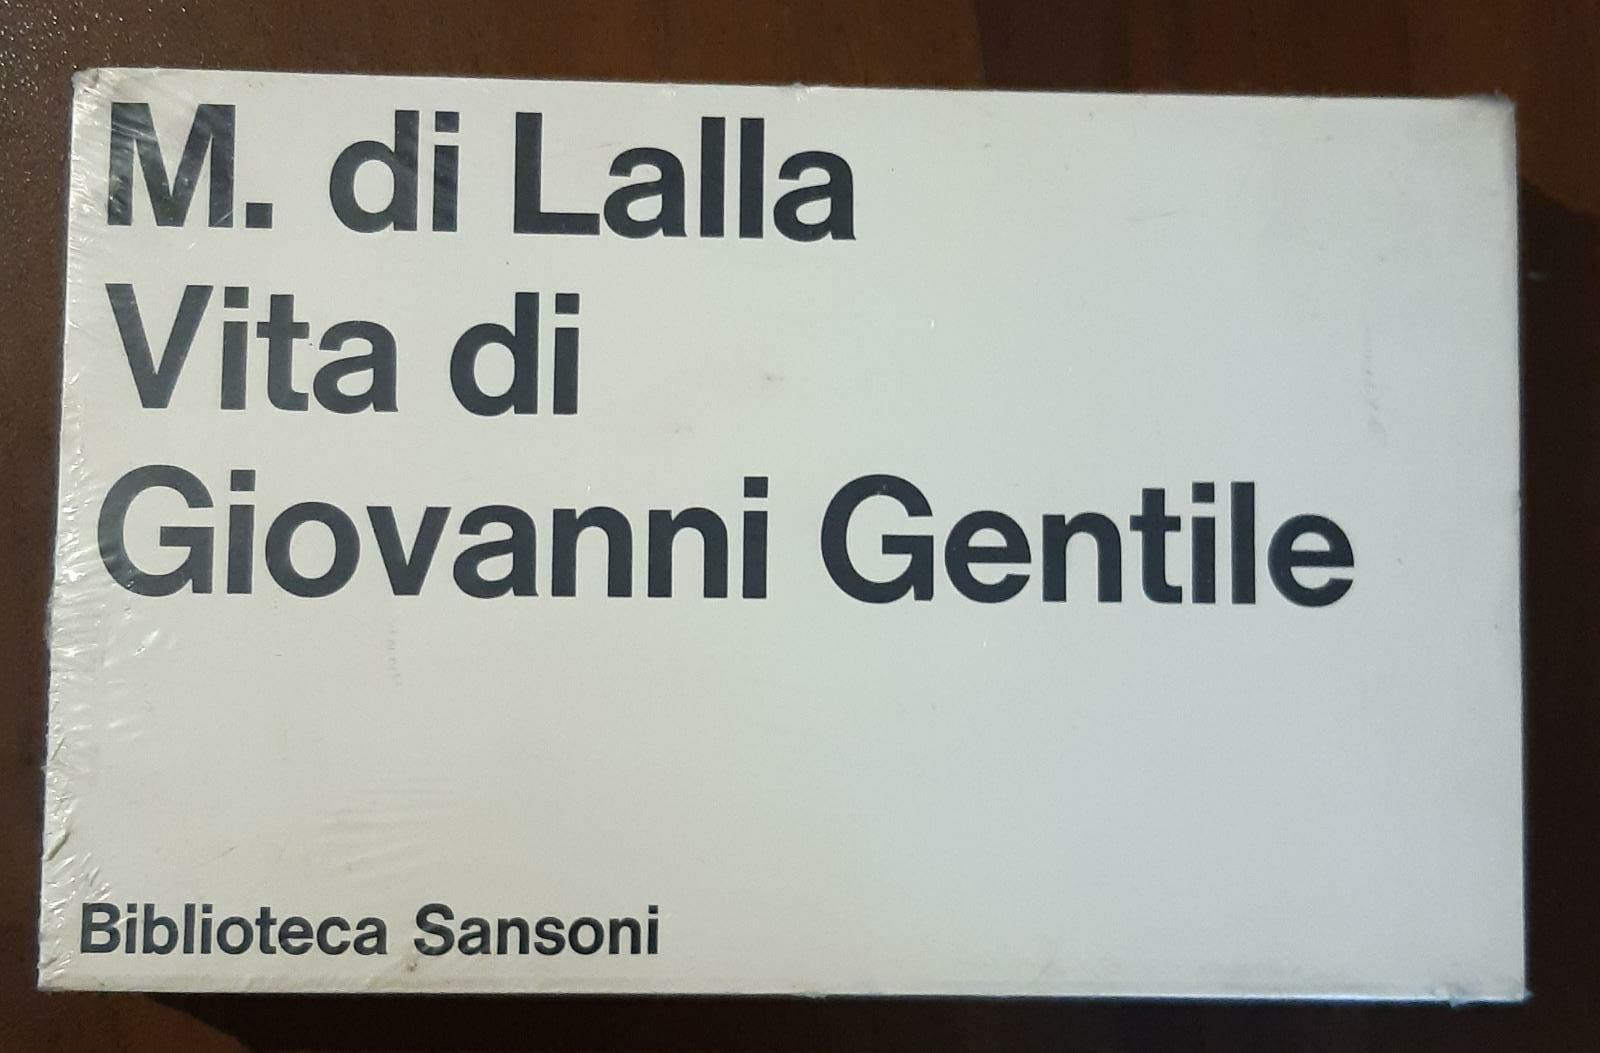 M. di Lalla
Vita di
Giovanni Gentile
Biblioteca Sansoni